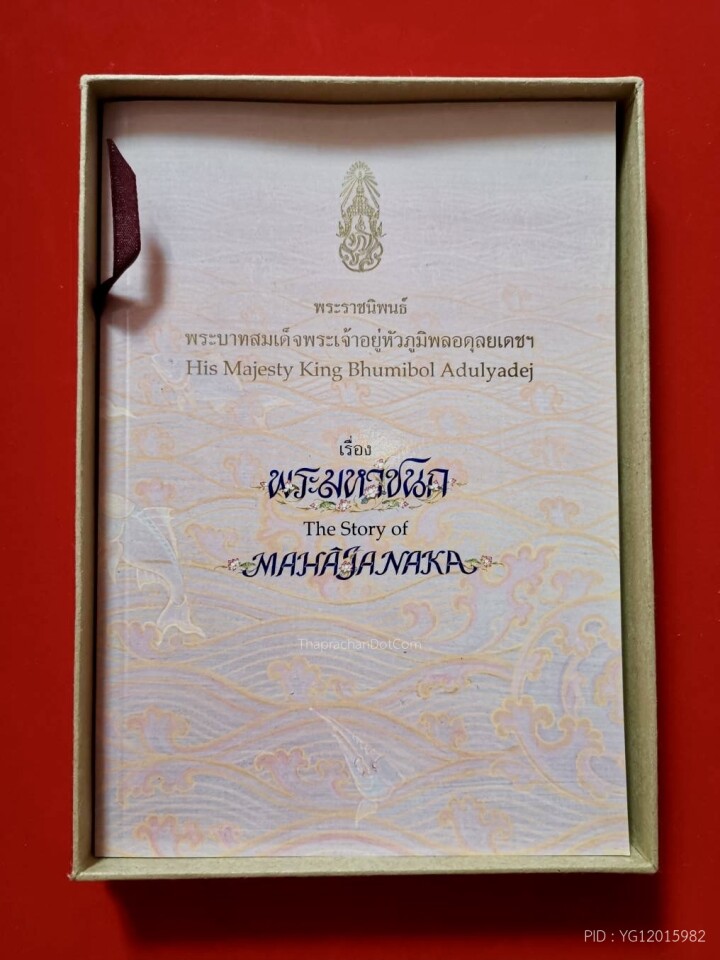 พระราชนิพนธ์
พระบาทสมเด็จพระเจ้าอยู่หัวภูมิพลอดุลยเดชฯ
His Majesty King Bhumibol Adulyadej
เรื่อง
พระมหาชนก
The Story of
MAHĀJANAKA
ThaprachanDotCom
PID : YG12015982